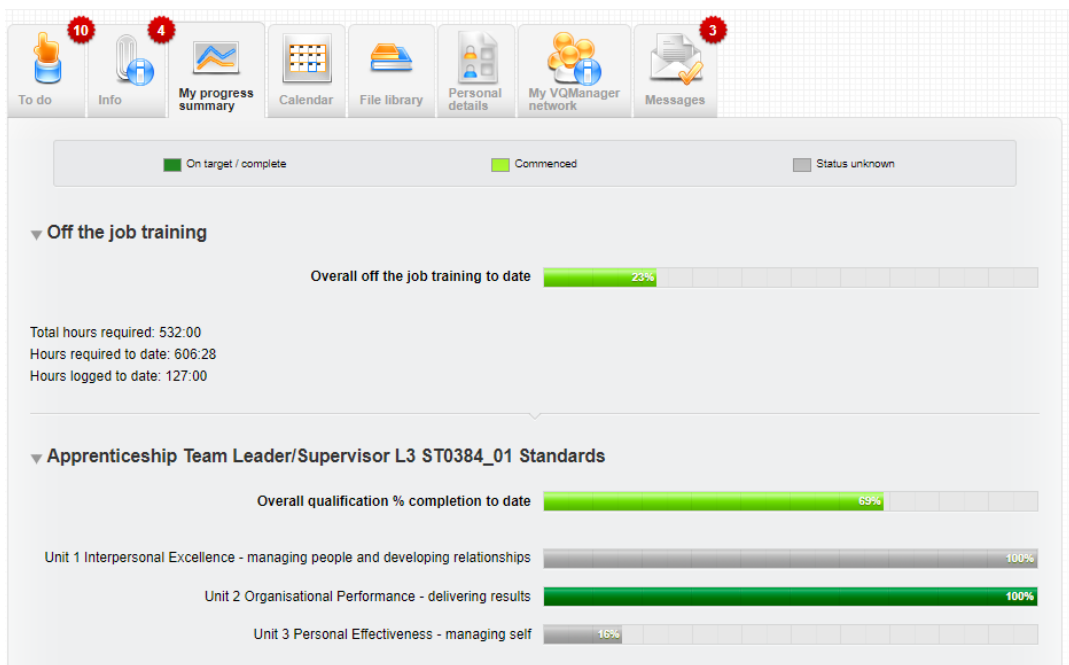 10
4
3
To do
Info
My progress
summary
Calendar
File library
Personal
details
My VQManager
network
Messages
On target / complete
Commenced
Status unknown
Off the job training
Overall off the job training to date
23%
Total hours required: 532:00
Hours required to date: 606:28
Hours logged to date: 127:00
Apprenticeship Team Leader/Supervisor L3 ST0384_01 Standards
Overall qualification % completion to date
69%
Unit 1 Interpersonal Excellence - managing people and developing relationships
100%
Unit 2 Organisational Performance - delivering results
100%
Unit 3 Personal Effectiveness - managing self
16%